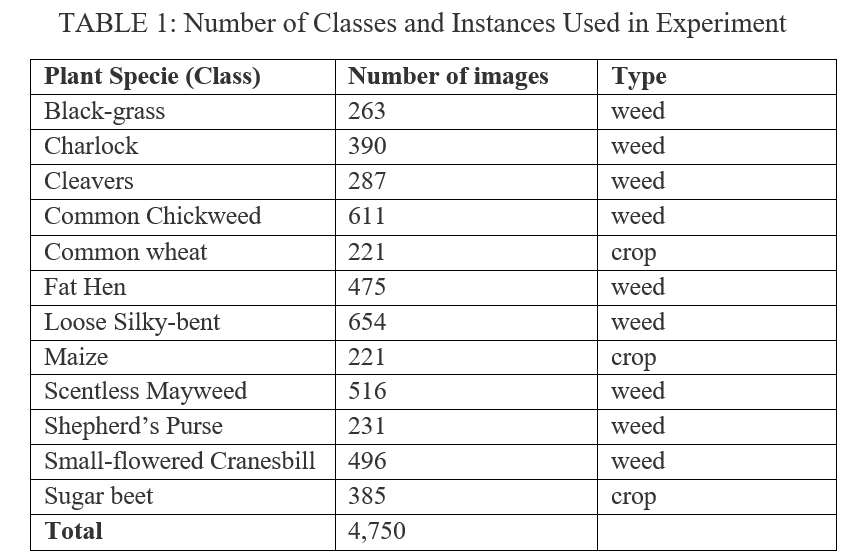 TABLE 1: Number of Classes and Instances Used in Experiment
Plant Specie (Class) Number of images Type
Black-grass 263 weed
Charlock 390 weed
Cleavers 287 weed
Common Chickweed 611 weed
Common wheat 221 crop
Fat Hen 475 weed
Loose Silky-bent 654 weed
Maize 221 crop
Scentless Mayweed 516 weed
Shepherd’s Purse 231 weed
Small-flowered Cranesbill 496 weed
Sugar beet 385 crop
Total 4,750